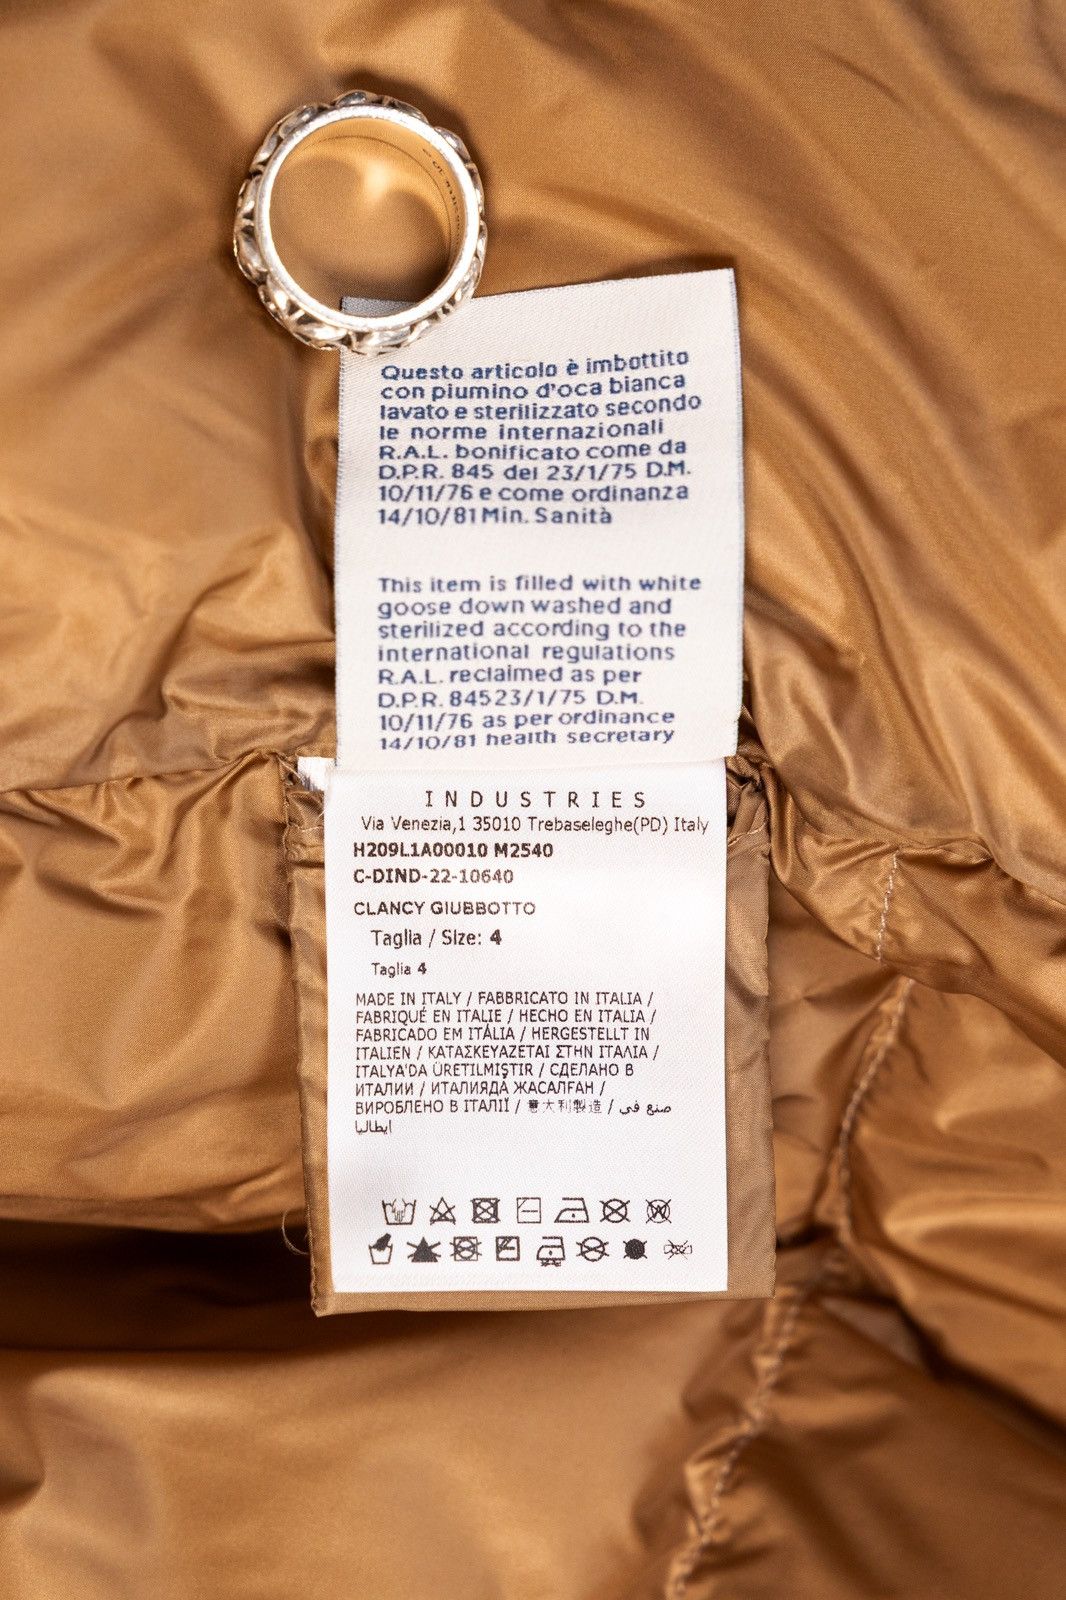 Questo articolo è imbottito
con piumino d'oca bianca
lavato e sterilizzato secondo
le norme internazionali
R.A.L. bonificato come da
D.P.R. 845 del 23/1/75 D.M.
10/11/76 e come ordinanza
14/10/81 Min. Sanità
This item is filled with white
goose down washed and
sterilized according to the
international regulations
R.A.L. reclaimed as per
D.P.R. 84523/1/75 D.M.
10/11/76 as per ordinance
14/10/81 health secretary
INDUSTRIES
Via Venezia,1 35010 Trebaseleghe(PD) Italy
H209L1A00010 M2540
C-DIND-22-10640
CLANCY GIUBBOTTO
Taglia / Size: 4
Taglia 4
MADE IN ITALY / FABBRICATO IN ITALIA /
FABRIQUÉ EN ITALIE / HECHO EN ITALIA /
FABRICADO EM ITÁLIA / HERGESTELLT IN
ITALIEN / ΚΑΤΑΣΚΕΥΑΖΕΤΑΙ ΣΤΗΝ ΙΤΑΛΙΑ /
ITALYA'DA ÜRETILMIŞTIR / СДЕЛАНО В
ИТАЛИИ / ИТАЛИЯДА ЖАСАЛҒАН /
ВИРОБЛЕНО В ІТАЛІЇ / 意大利製造 / صنع في
ايطاليا